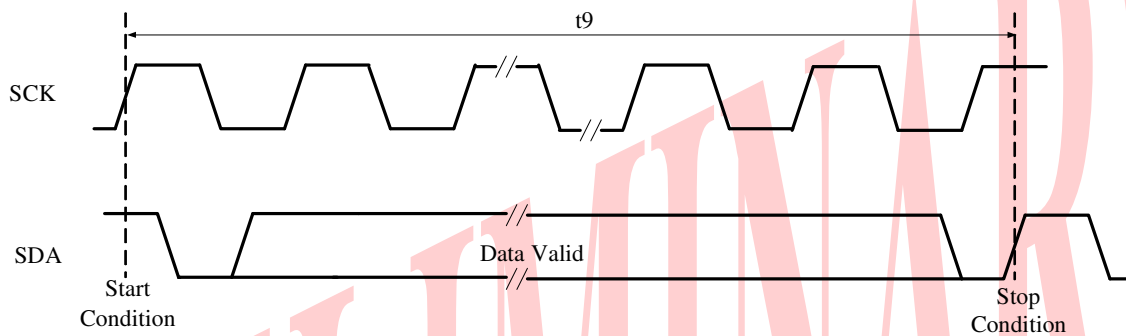 t9
SCK
SDA
Data Valid
Start
Condition
Stop
Condition